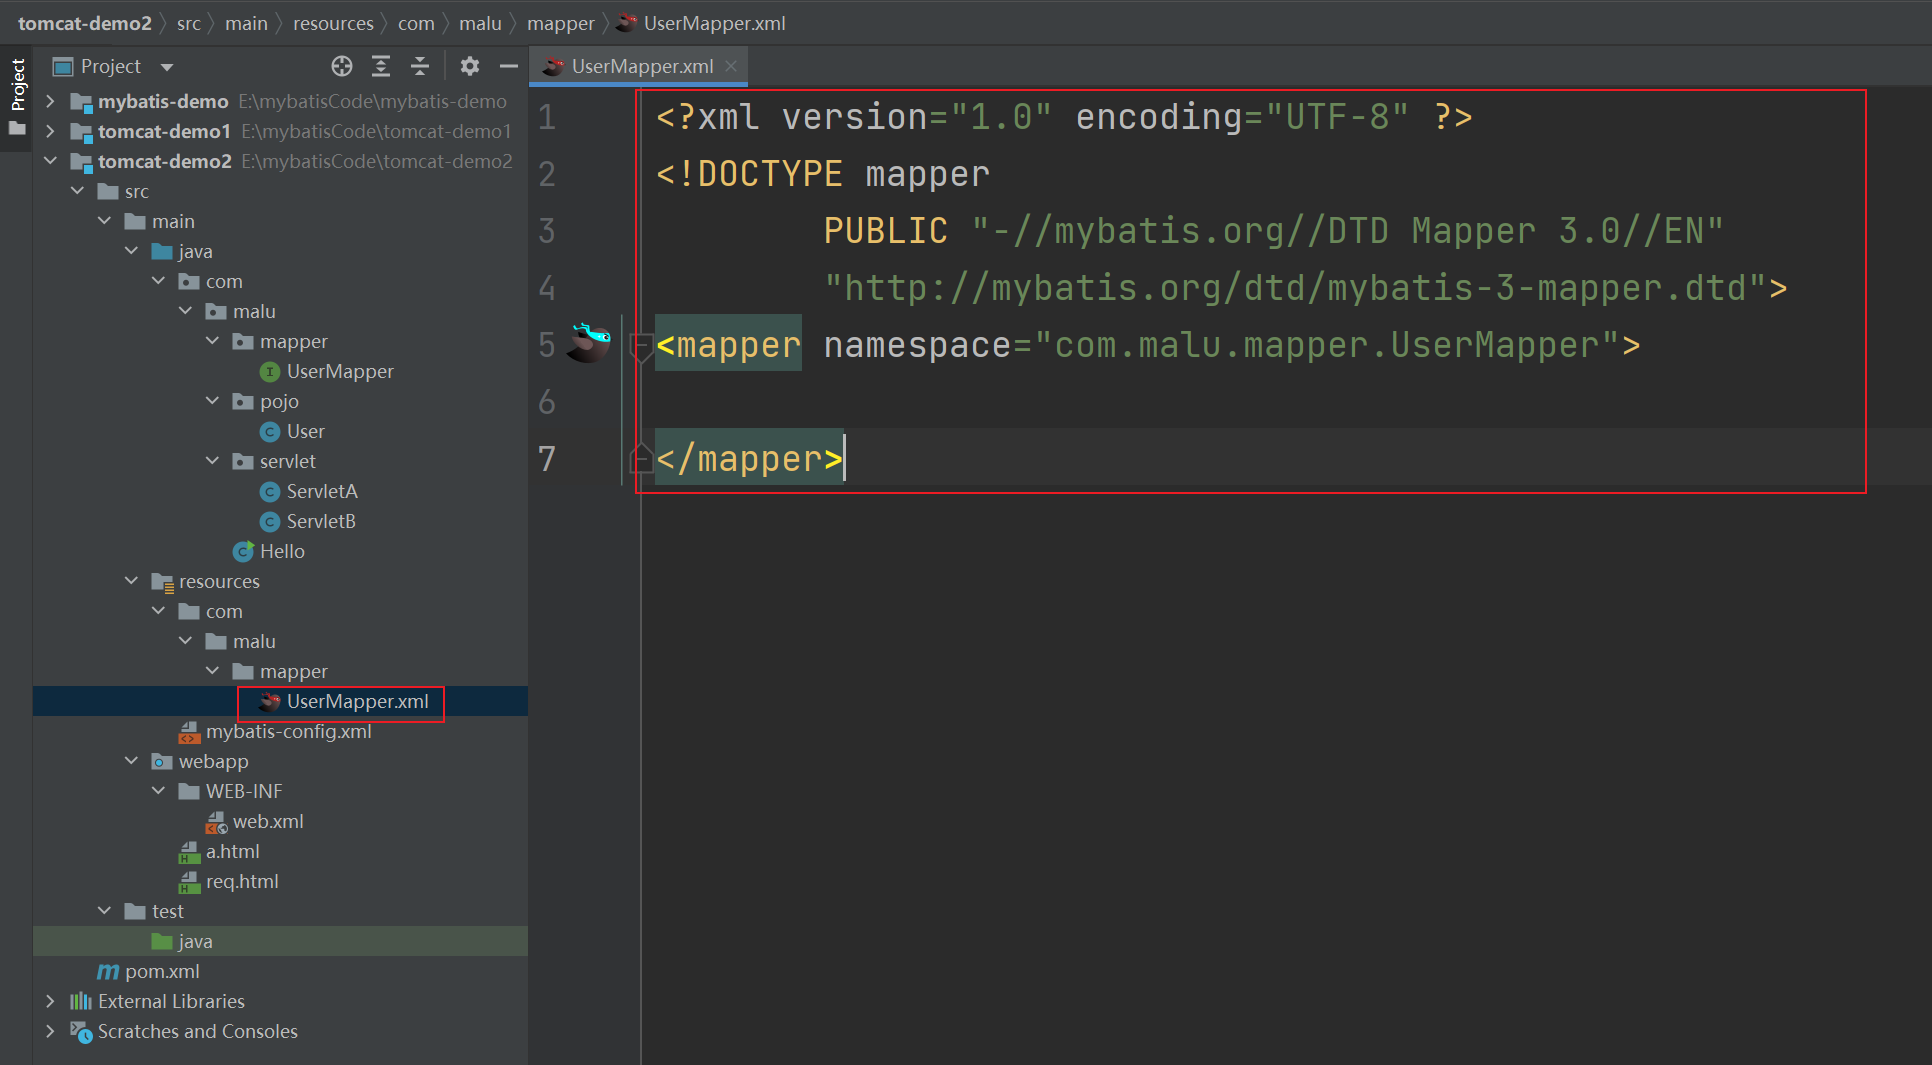 tomcat-demo2 src main resources com malu mapper UserMapper.xml
Project
Project
mybatis-demo E:\mybatisCode\mybatis-demo
tomcat-demo1 E:\mybatisCode\tomcat-demo1
tomcat-demo2 E:\mybatisCode\tomcat-demo2
src
main
java
com
malu
mapper
UserMapper
pojo
User
servlet
ServletA
ServletB
Hello
resources
com
malu
mapper
UserMapper.xml
mybatis-config.xml
webapp
WEB-INF
web.xml
a.html
req.html
test
java
pom.xml
External Libraries
Scratches and Consoles
UserMapper.xml
1 <?xml version="1.0" encoding="UTF-8" ?>
2 <!DOCTYPE mapper
3 PUBLIC "-//mybatis.org//DTD Mapper 3.0//EN"
4 "http://mybatis.org/dtd/mybatis-3-mapper.dtd">
5 <mapper namespace="com.malu.mapper.UserMapper">
6
7 </mapper>